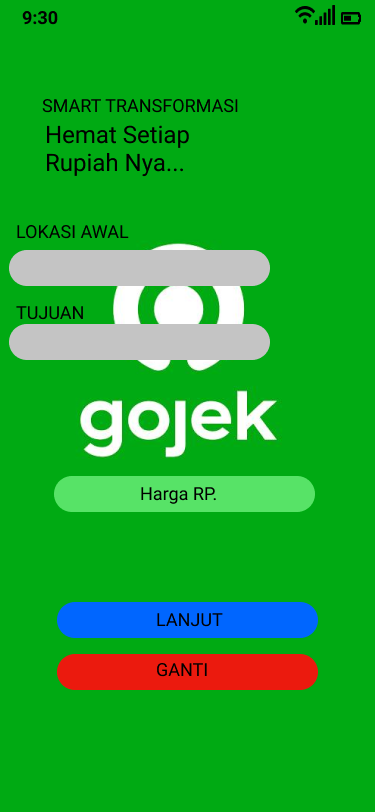 9:30
SMART TRANSFORMASI
Hemat Setiap
Rupiah Nya...
LOKASI AWAL
TUJUAN
gojek
Harga RP.
LANJUT
GANTI